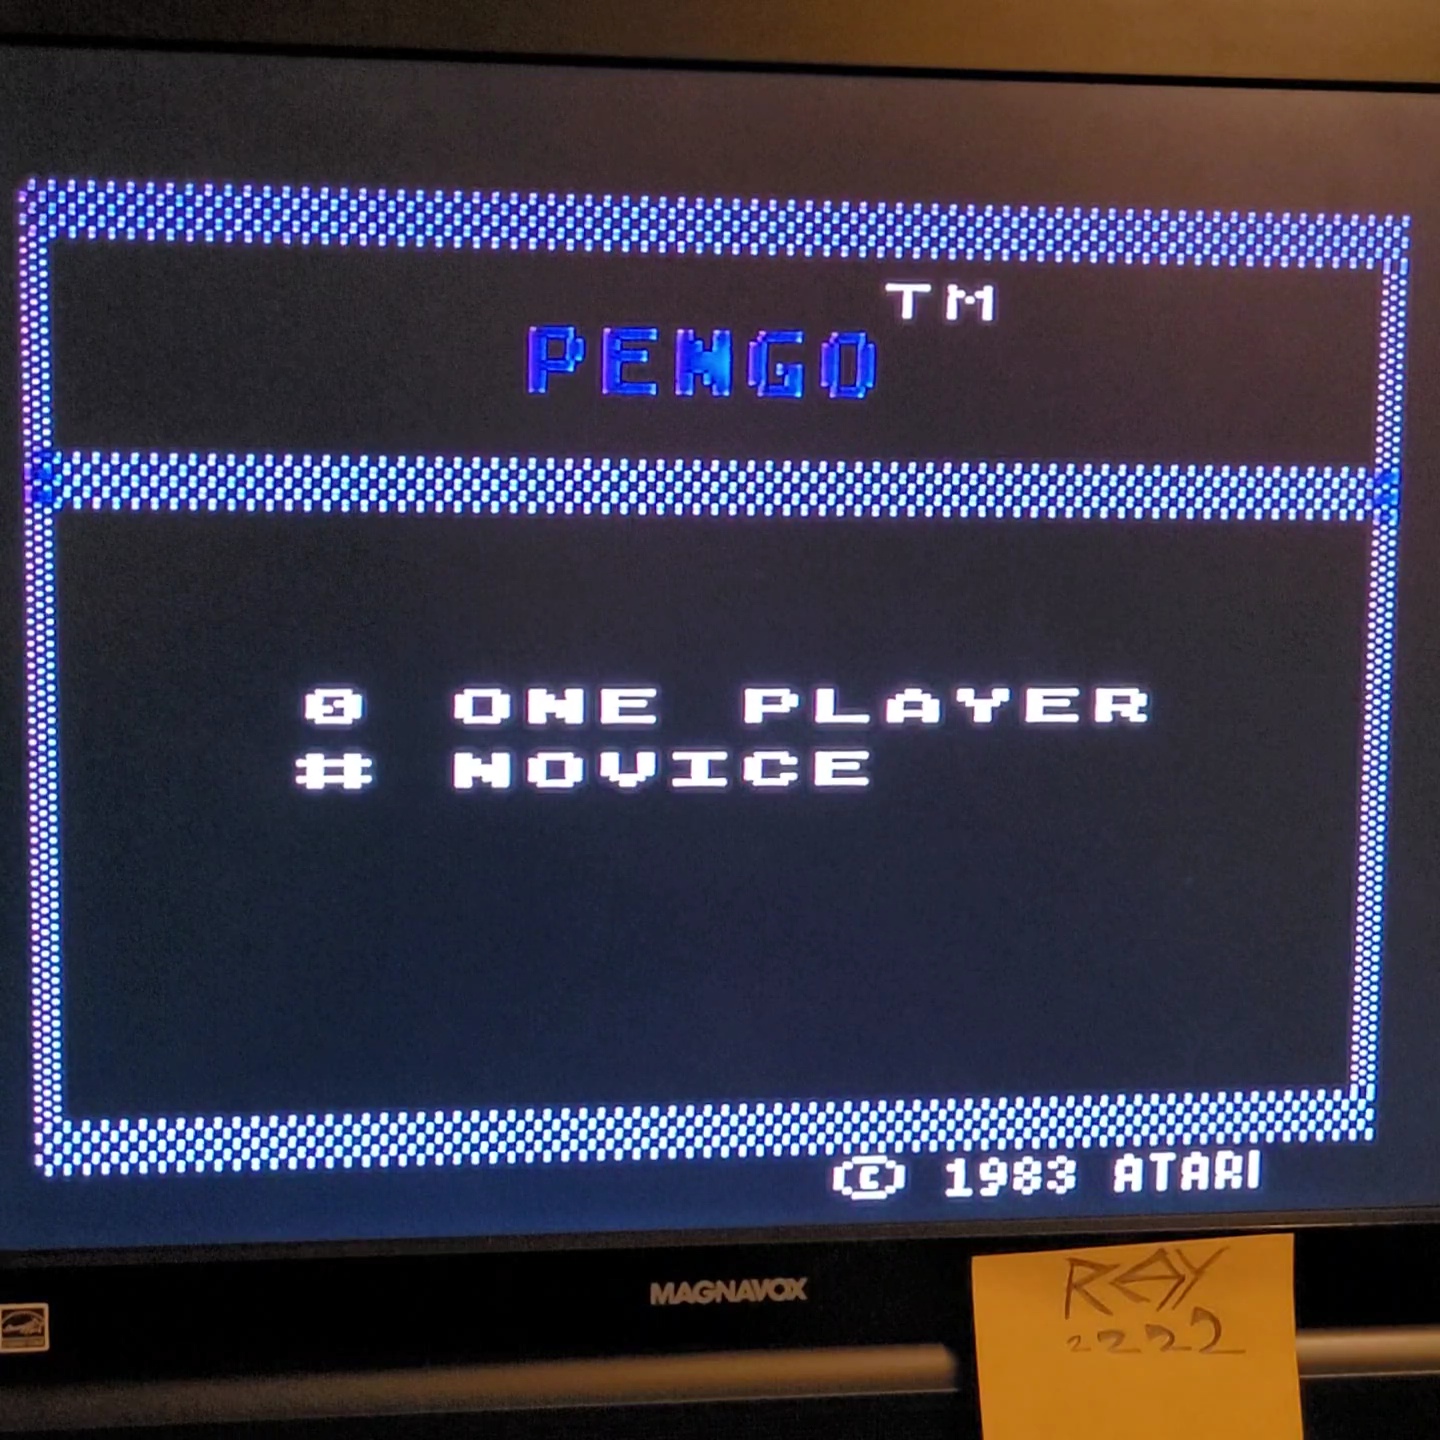 TM
PENGO
0 ONE PLAYER
# NOVICE
© 1983 ATARI
MAGNAVOX
RAY
2222